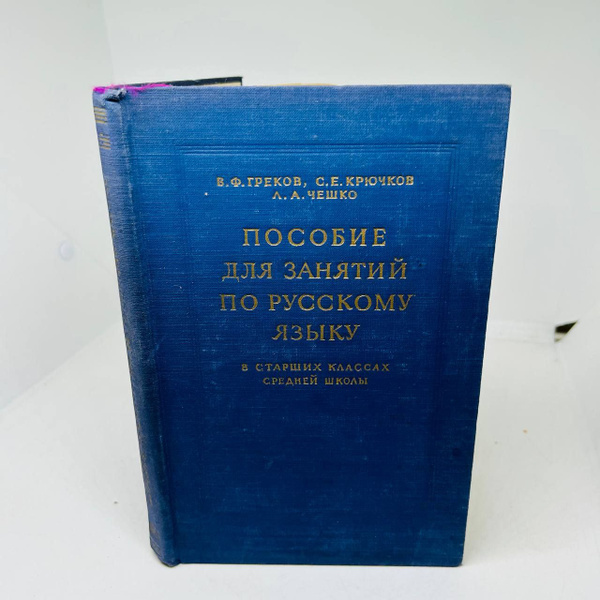 В. Ф. ГРЕКОВ, С. Е. КРЮЧКОВ
Л. А. ЧЕШКО
ПОСОБИЕ
ДЛЯ ЗАНЯТИЙ
ПО РУССКОМУ
ЯЗЫКУ
В СТАРШИХ КЛАССАХ
СРЕДНЕЙ ШКОЛЫ